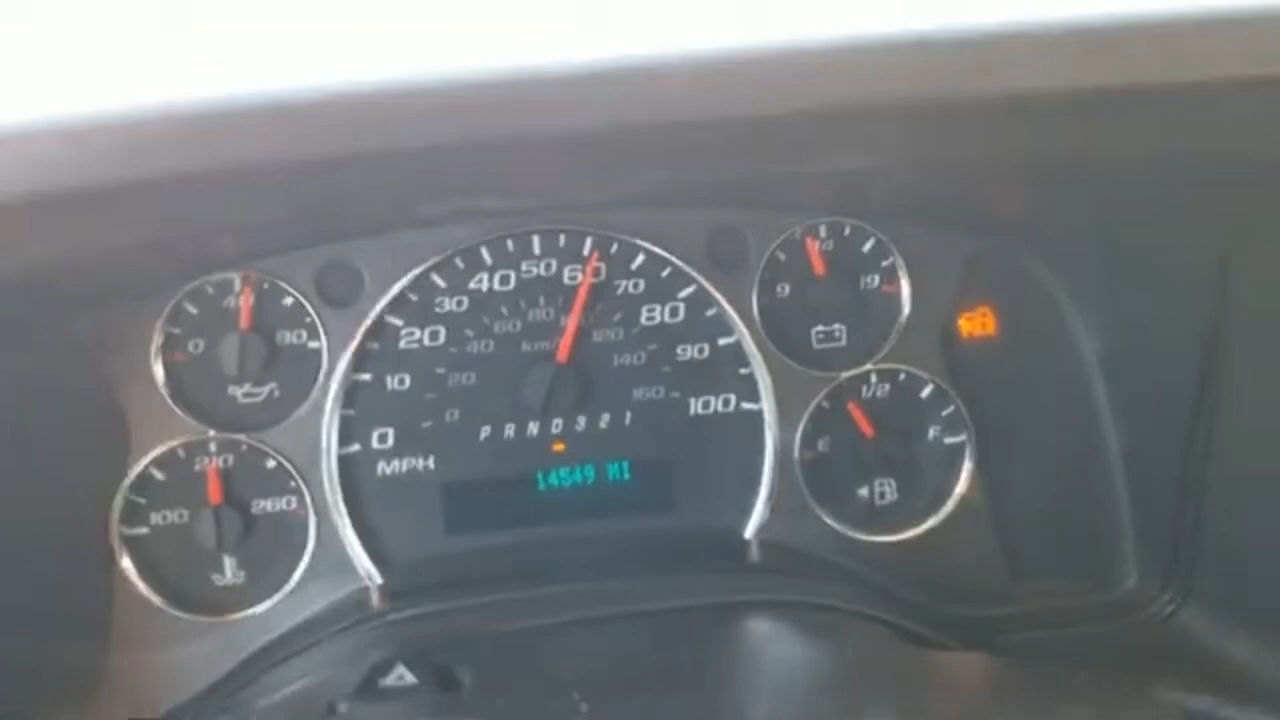 40
0 80
210
100 260
0 10 20 30 40 50 60 70 80 90 100
0 20 40 60 80 120 140 160
km/
MPH
P R N D 3 2 1
14549 MI
14
9 19
1/2
E F